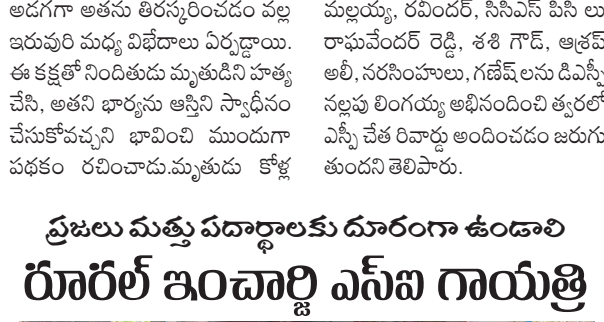 అడగగా అతను తిరస్కరించడం వల్ల
ఇరువురి మధ్య విభేదాలు ఏర్పడ్డాయి.
ఈ కక్షతో నిందితుడు మృతుడిని హత్య
చేసి, అతని భార్యను ఆస్తిని స్వాధీనం
చేసుకోవచ్చని భావించి ముందుగా
పథకం రచించాడు.మృతుడు కోళ్ల
మల్లయ్య, రవీందర్, సిసిఎస్ పిసి లు
రాఘవేందర్ రెడ్డి, శశి గౌడ్, ఆశ్రఫ్
అలీ, నరసింహులు, గణేష్ లను డిఎస్పీ
నల్లపు లింగయ్య అభినందించి త్వరలో
ఎస్పీ చేత రివార్డు అందించడం జరుగు
తుందని తెలిపారు.
ప్రజలు మత్తు పదార్థాలకు దూరంగా ఉండాలి
రూరల్ ఇంచార్జి ఎస్ఐ గాయత్రి